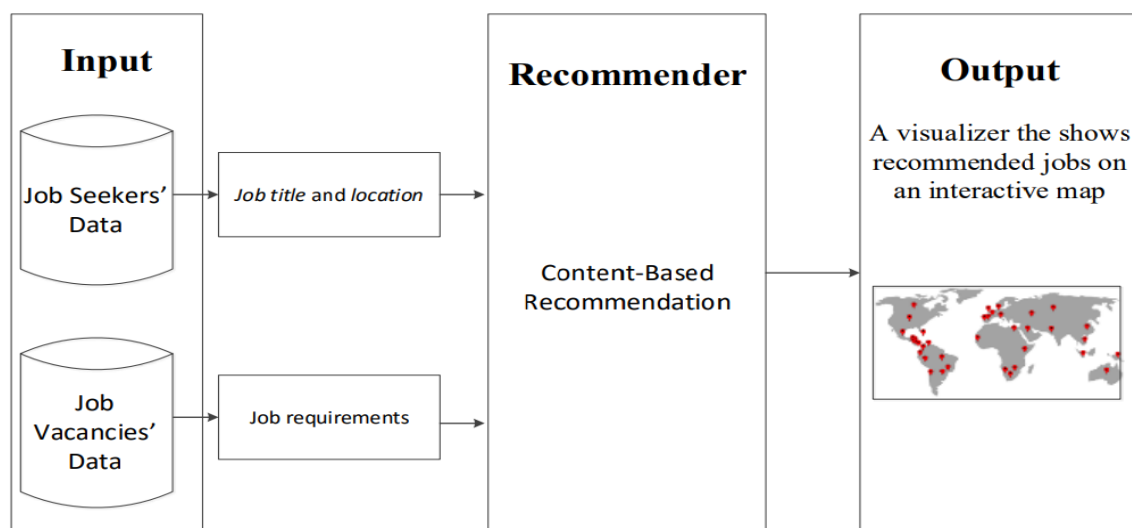 Input
Job Seekers’
Data
Job
Vacancies’
Data
Job title and location
Job requirements
Recommender
Content-Based
Recommendation
Output
A visualizer the shows
recommended jobs on
an interactive map